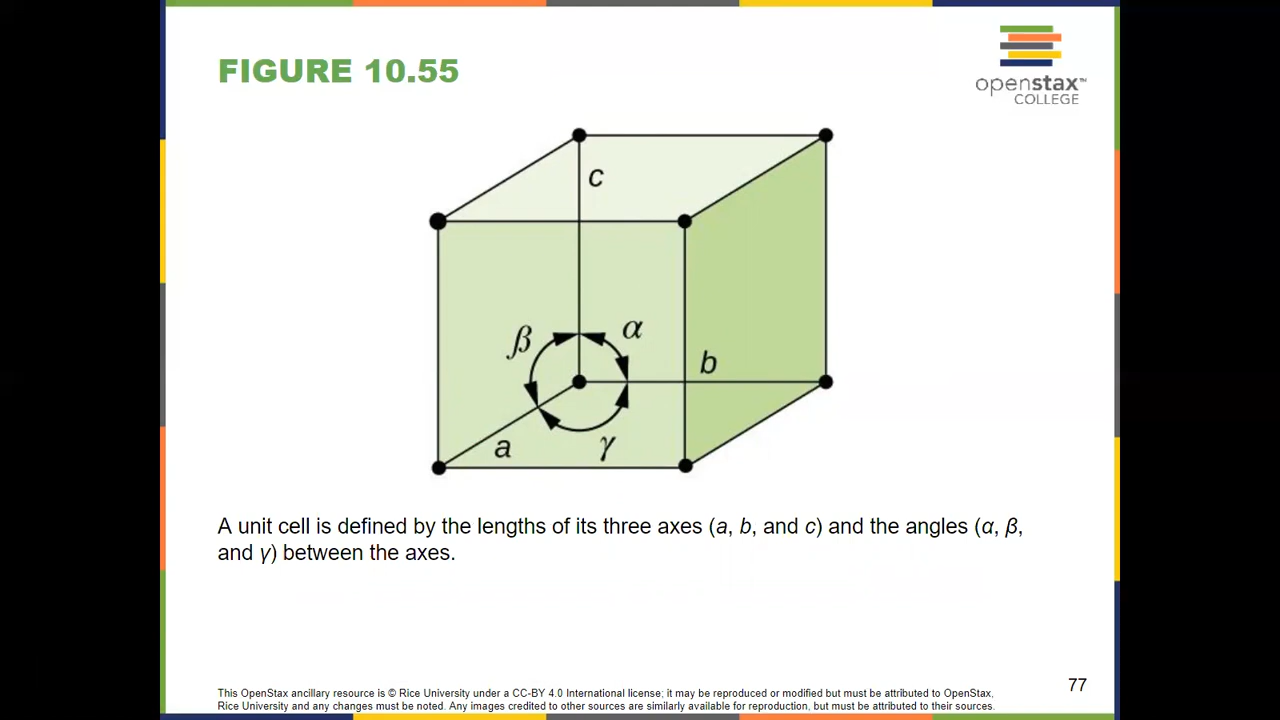 FIGURE 10.55
openstax™
COLLEGE
c
β
α
b
a
γ
A unit cell is defined by the lengths of its three axes (a, b, and c) and the angles (α, β,
and γ) between the axes.
77
This OpenStax ancillary resource is © Rice University under a CC-BY 4.0 International license; it may be reproduced or modified but must be attributed to OpenStax,
Rice University and any changes must be noted. Any images credited to other sources are similarly available for reproduction, but must be attributed to their sources.